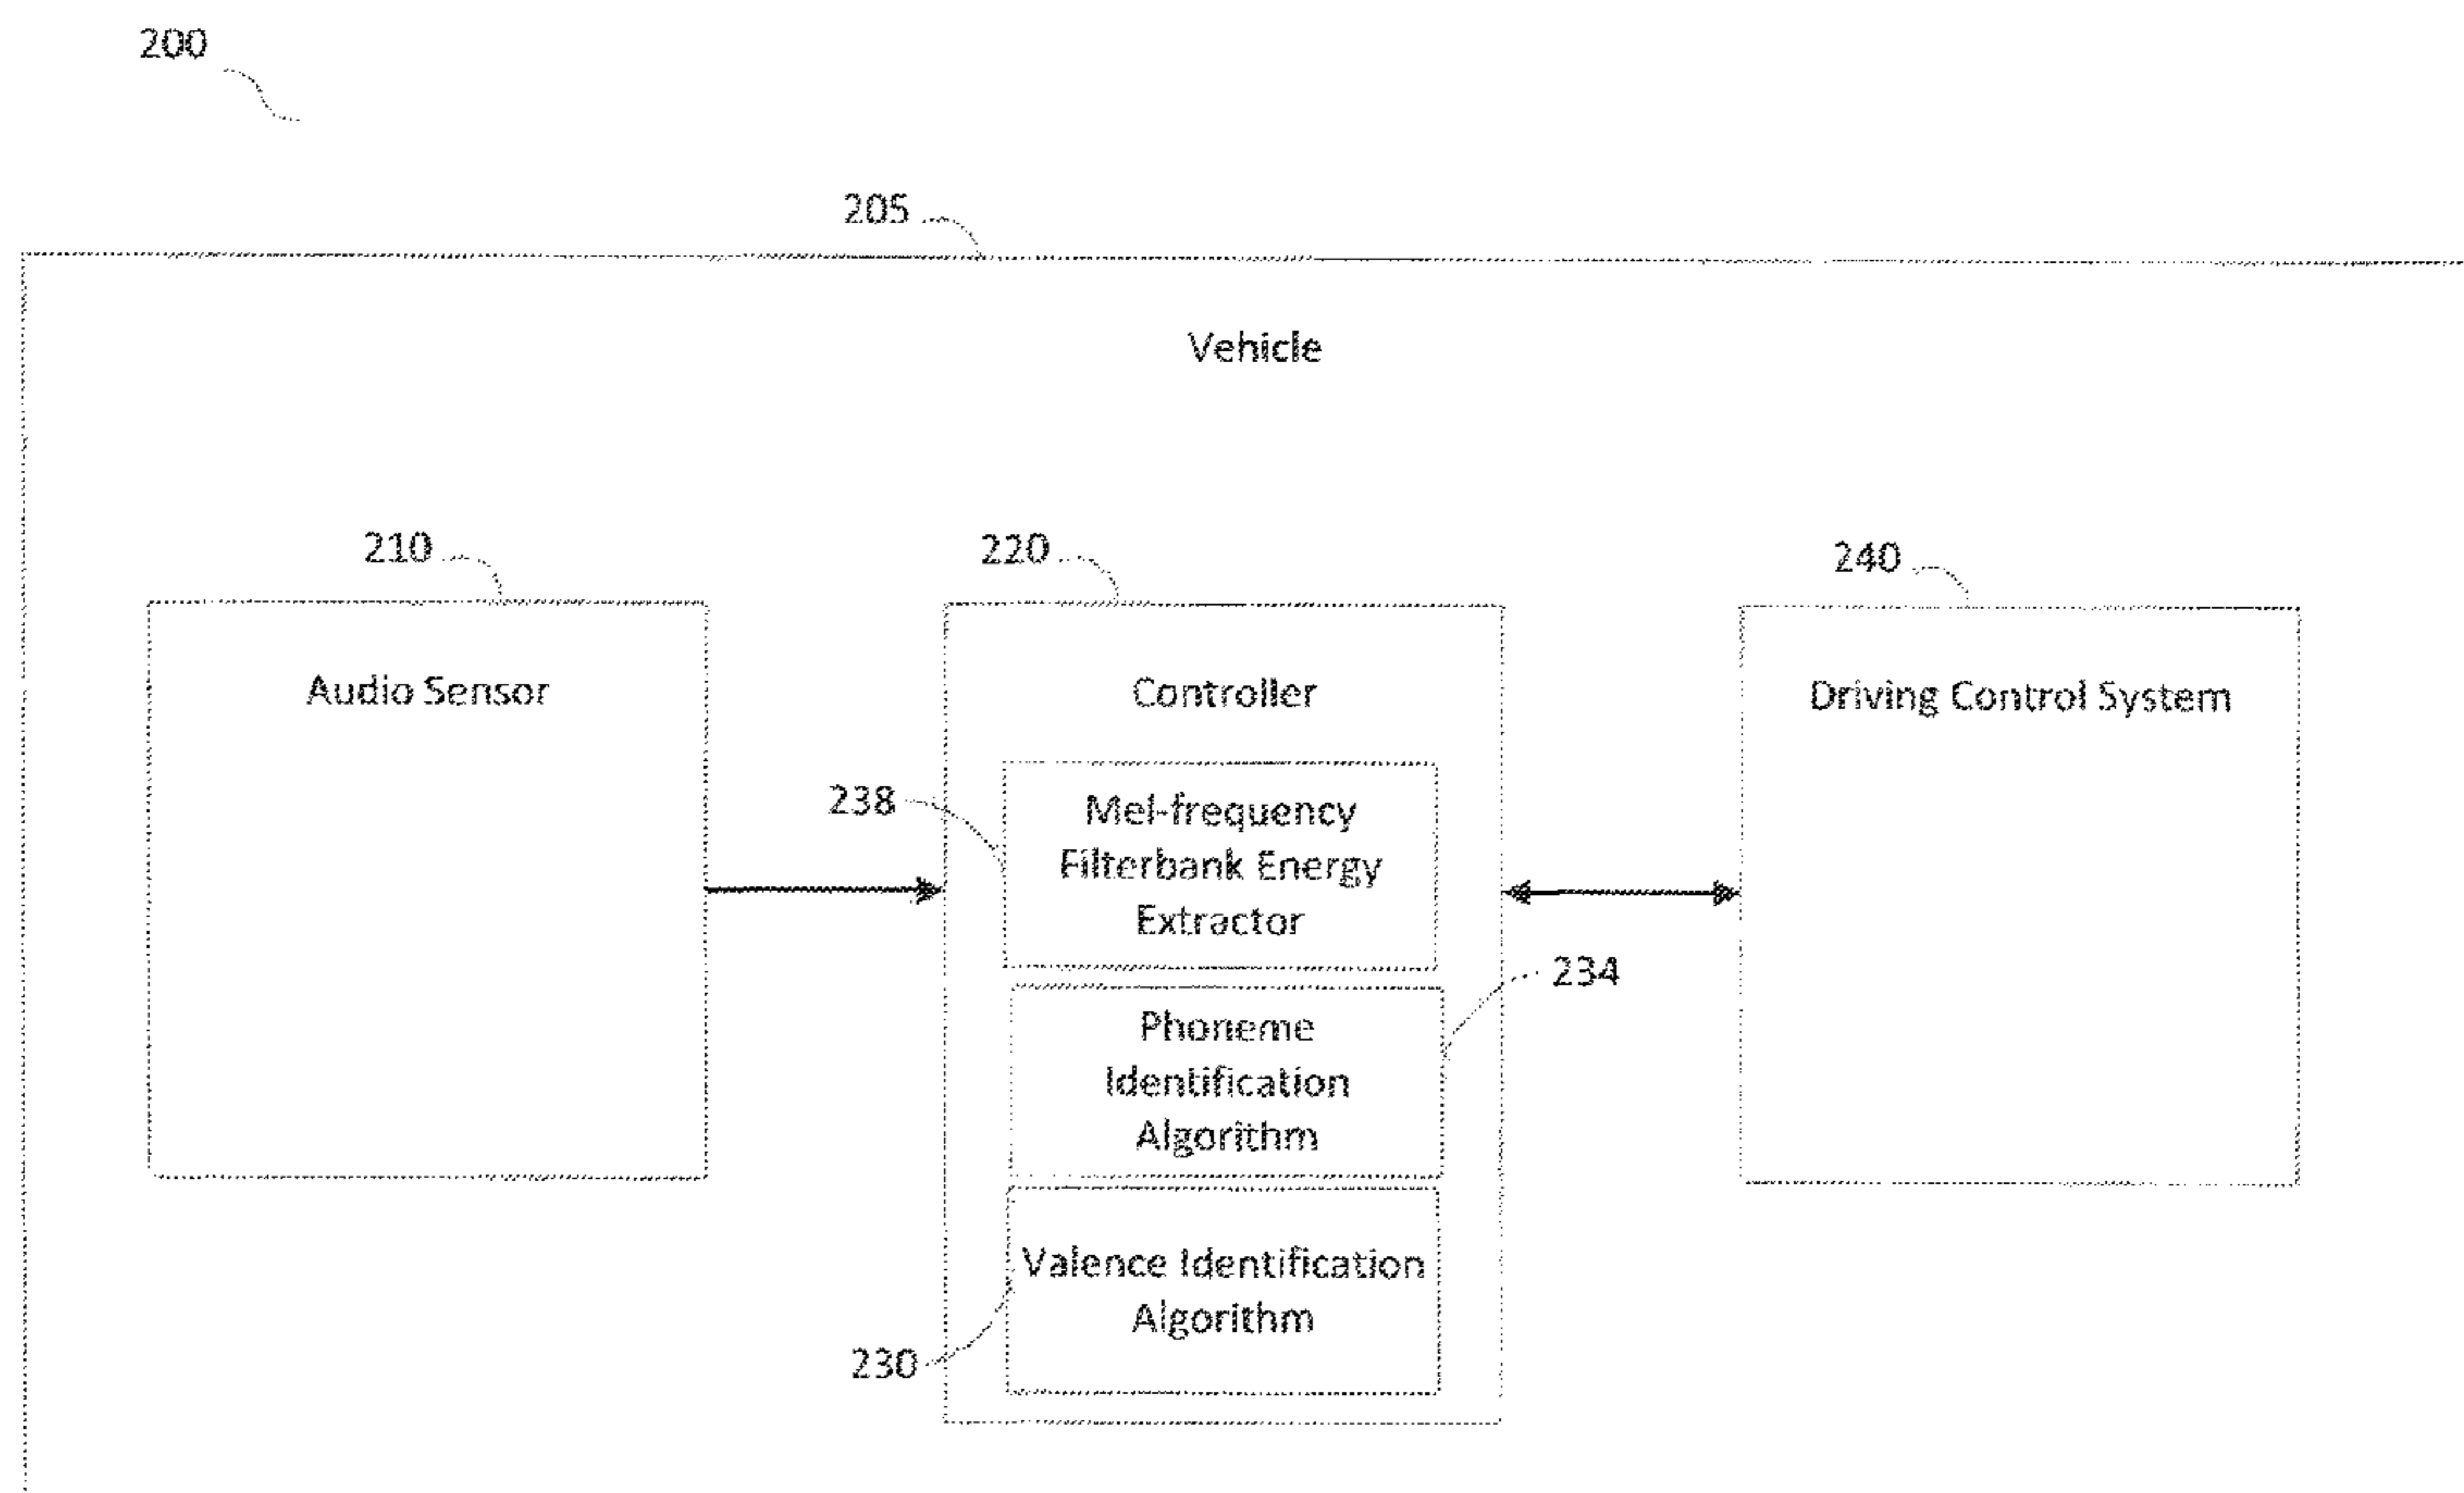 200
205
Vehicle
210
220
240
Audio Sensor
Controller
Driving Control System
238
Mel-frequency
Filterbank Energy
Extractor
234
Phoneme
Identification
Algorithm
Valence Identification
Algorithm
230